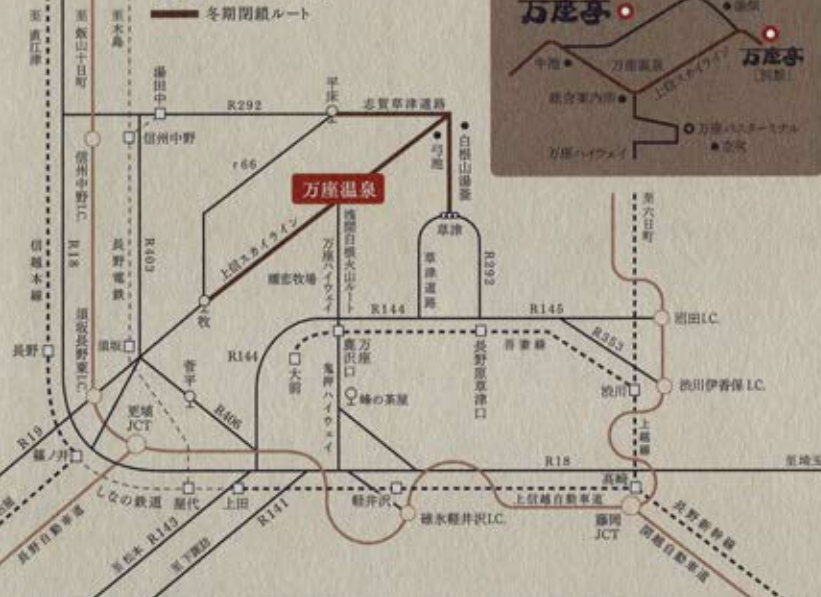 冬期閉鎖ルート
至 直江津
至 飯山十日町
至 木島
湯田中
R292
平床
志賀草津道路
信州中野
信州中野I.C.
r66
弓池
白根山湯釜
万座温泉
草津
上信スカイライン
浅間白根火山ルート
万座ハイウェイ
草津道路
R292
信越本線
R18
長野電鉄
R403
牧
嬬恋牧場
R144
R145
長野
須坂長野東I.C.
須坂
菅平
R144
大前
万座
鹿沢口
長野原草津口
吾妻線
R353
沼田I.C.
至 六日町
渋川
渋川伊香保I.C.
鬼押ハイウェイ
峰の茶屋
R406
更埴
JCT
R19
篠ノ井
しなの鉄道
屋代
上田
軽井沢
R18
至埼玉
上越線
高崎
碓氷軽井沢I.C.
上信越自動車道
藤岡
JCT
長野新幹線
関越自動車道
長野自動車道
至 松本
R143
至 下諏訪
R141
万座亭
万座亭
[別館]
牛池
万座温泉
上信スカイライン
総合案内所
万座バスターミナル
万座ハイウェイ